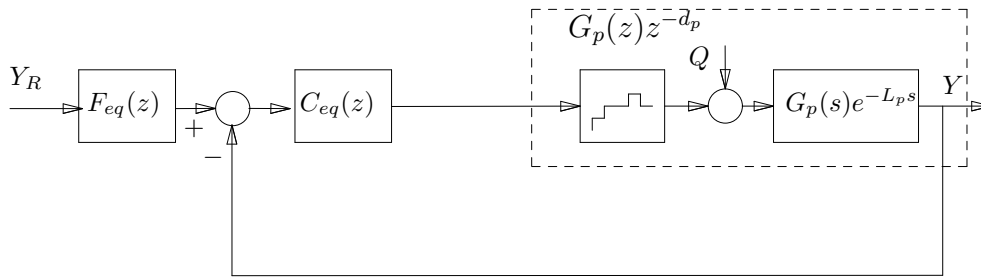 $G_p(z)z^{-d_p}$
$Q$
$Y_R$
$F_{eq}(z)$
$+$
$-$
$C_{eq}(z)$
$G_p(s)e^{-L_p s}$
$Y$